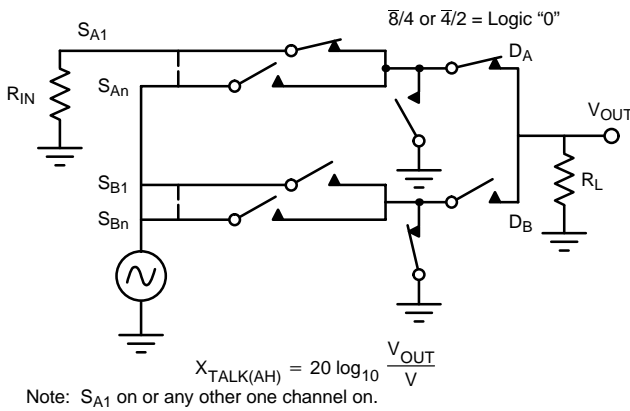 S_A1
8̅/4 or 4̅/2 = Logic “0”
D_A
R_IN
S_An
V_OUT
S_B1
R_L
S_Bn
D_B
X_TALK(AH) = 20 log_10 V_OUT / V
Note: S_A1 on or any other one channel on.